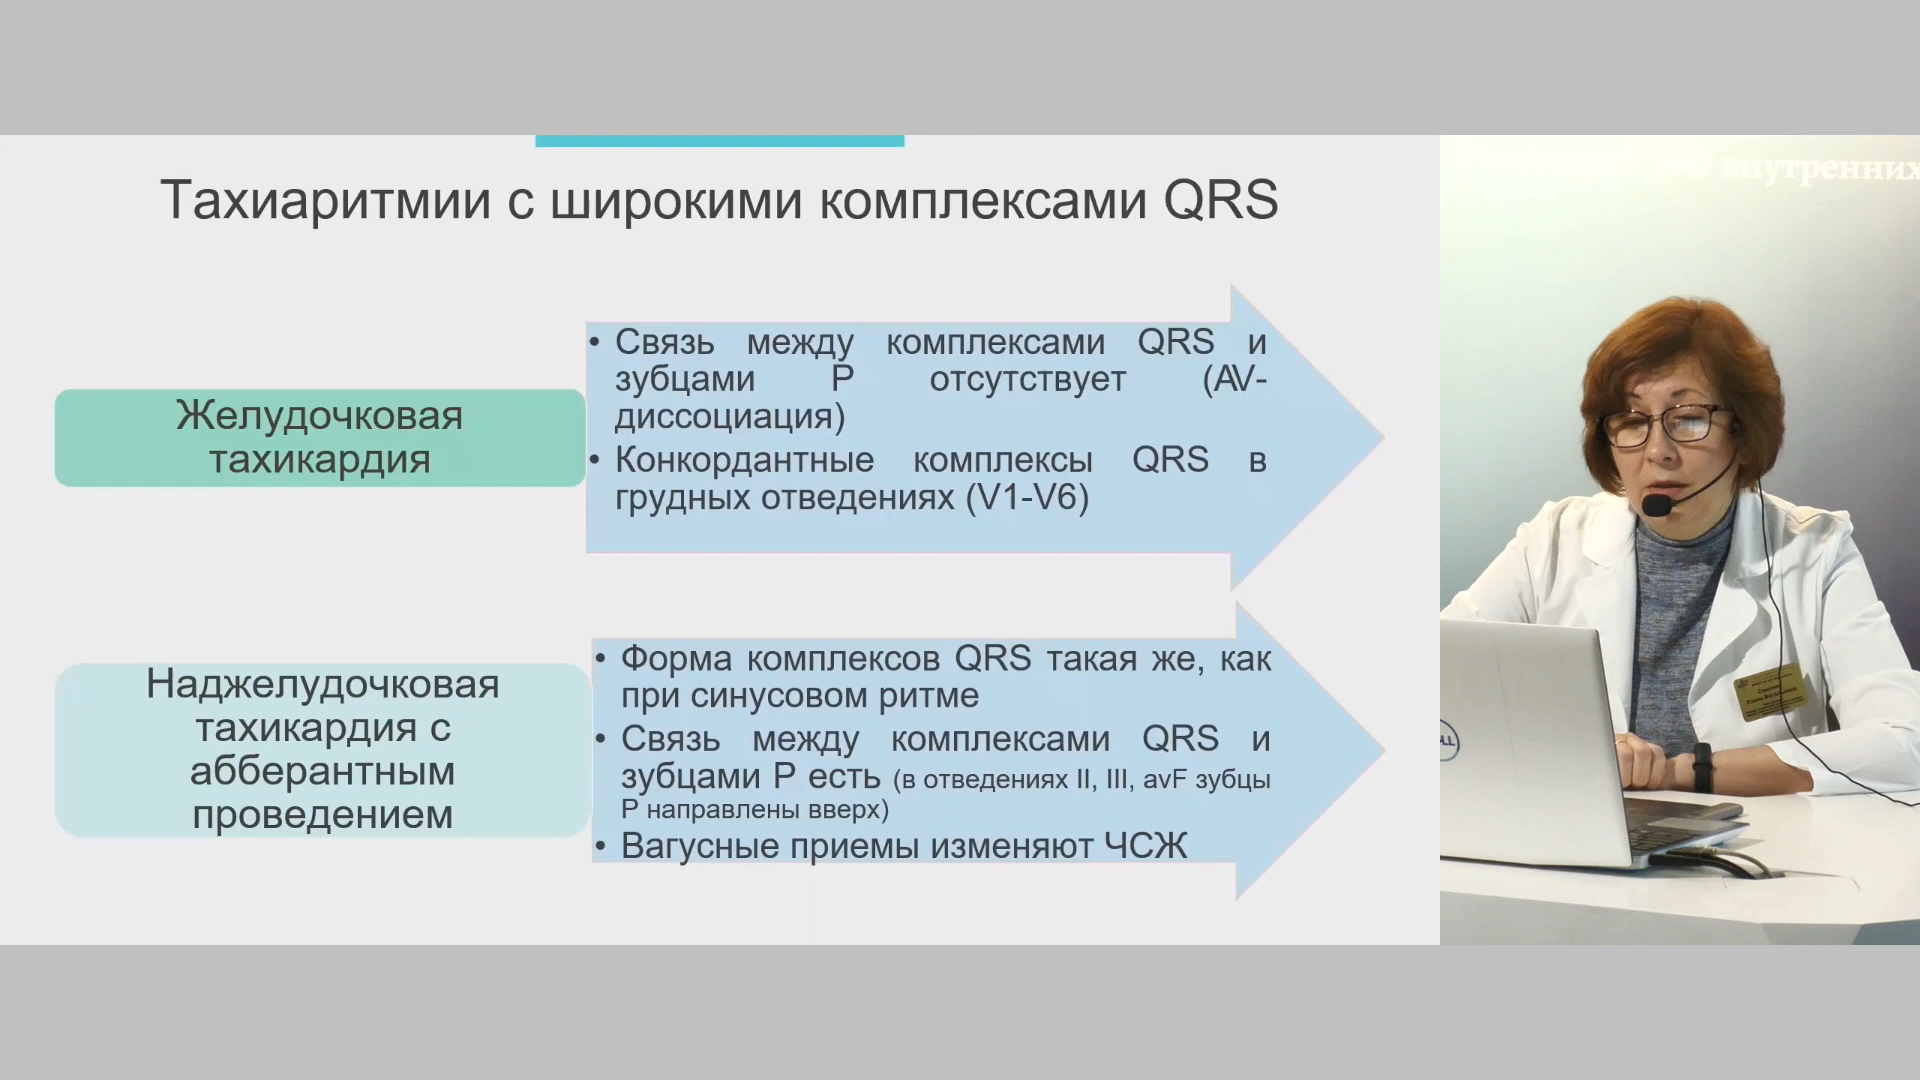 Тахиаритмии с широкими комплексами QRS
Желудочковая
тахикардия
• Связь между комплексами QRS и
зубцами P отсутствует (AV-
диссоциация)
• Конкордантные комплексы QRS в
грудных отведениях (V1-V6)
Наджелудочковая
тахикардия с
абберантным
проведением
• Форма комплексов QRS такая же, как
при синусовом ритме
• Связь между комплексами QRS и
зубцами P есть (в отведениях II, III, avF зубцы
P направлены вверх)
• Вагусные приемы изменяют ЧСЖ
внутренних